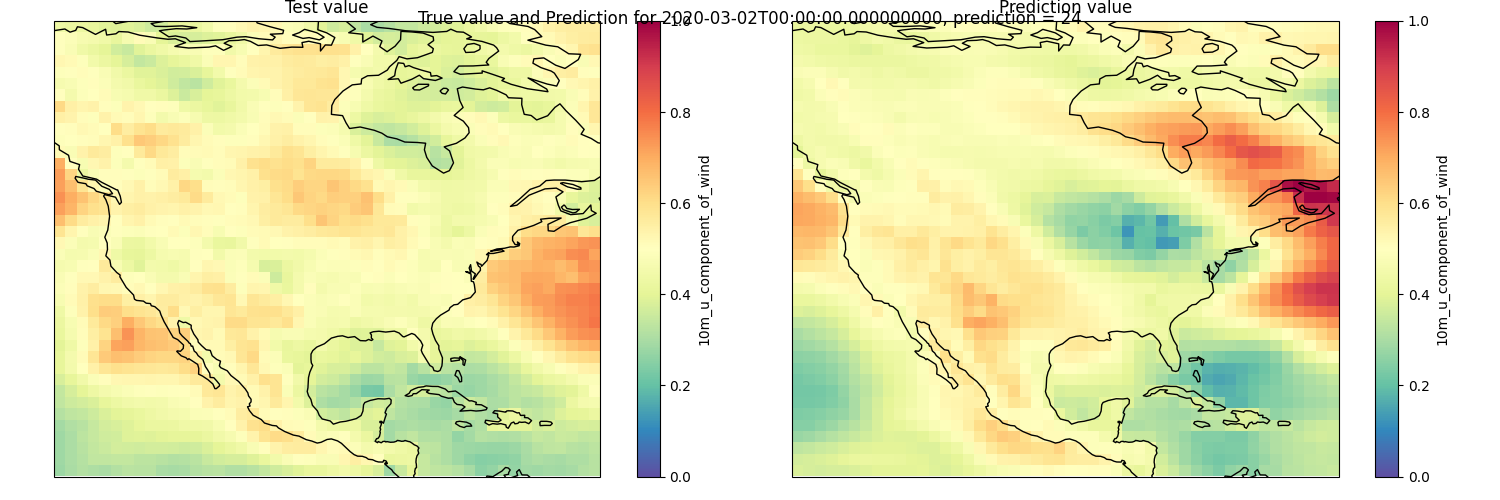 Test value
True value and Prediction for 2020-03-02T00:00:00.000000000, prediction = 24
Prediction value
1.0
0.8
0.6
0.4
0.2
0.0
10m_u_component_of_wind
1.0
0.8
0.6
0.4
0.2
0.0
10m_u_component_of_wind